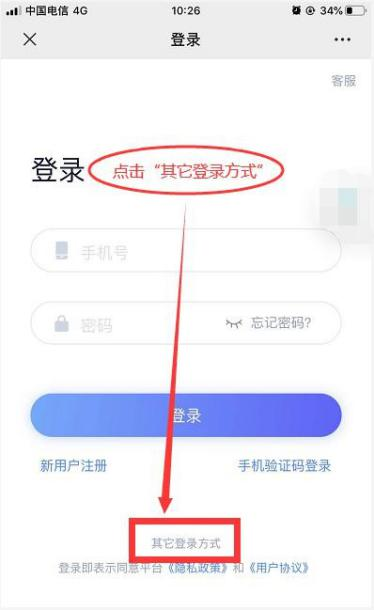 中国电信 4G 10:26 34%
登录
客服
登录 点击“其它登录方式”
手机号
密码 忘记密码?
登录
新用户注册 手机验证码登录
其它登录方式
登录即表示同意平台《隐私政策》和《用户协议》